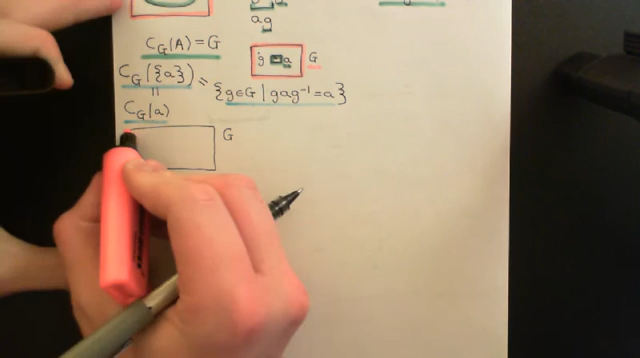 ag
C_G(A) = G
g a G
C_G({a}) = {g∈G | gag⁻¹ = a}
=
C_G(a)
G